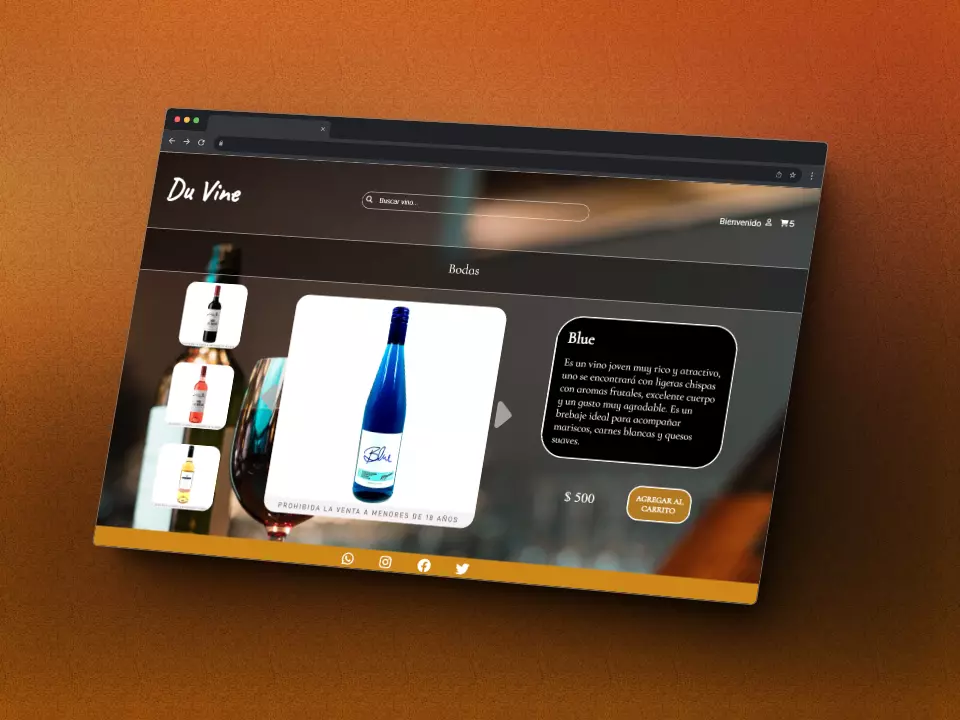 Du Vine
Buscar vino...
Bienvenido
5
Bodas
Blue
Es un vino joven muy rico y atractivo,
uno se encontrará con ligeras chispas
con aromas frutales, excelente cuerpo
y un gusto muy agradable. Es un
brebaje ideal para acompañar
mariscos, carnes blancas y quesos
suaves.
Blue
PROHIBIDA LA VENTA A MENORES DE 18 AÑOS
$ 500
AGREGAR AL
CARRITO